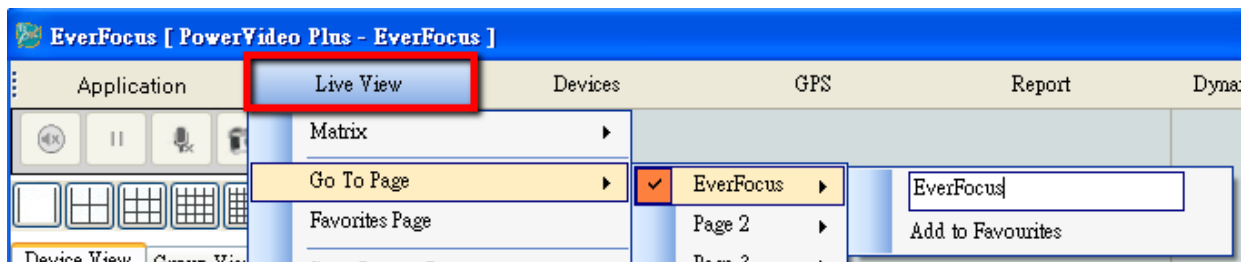 EverFocus [ PowerVideo Plus - EverFocus ]
Application Live View Devices GPS Report
Matrix
Go To Page EverFocus EverFocus
Favorites Page Page 2 Add to Favourites
Device View Group